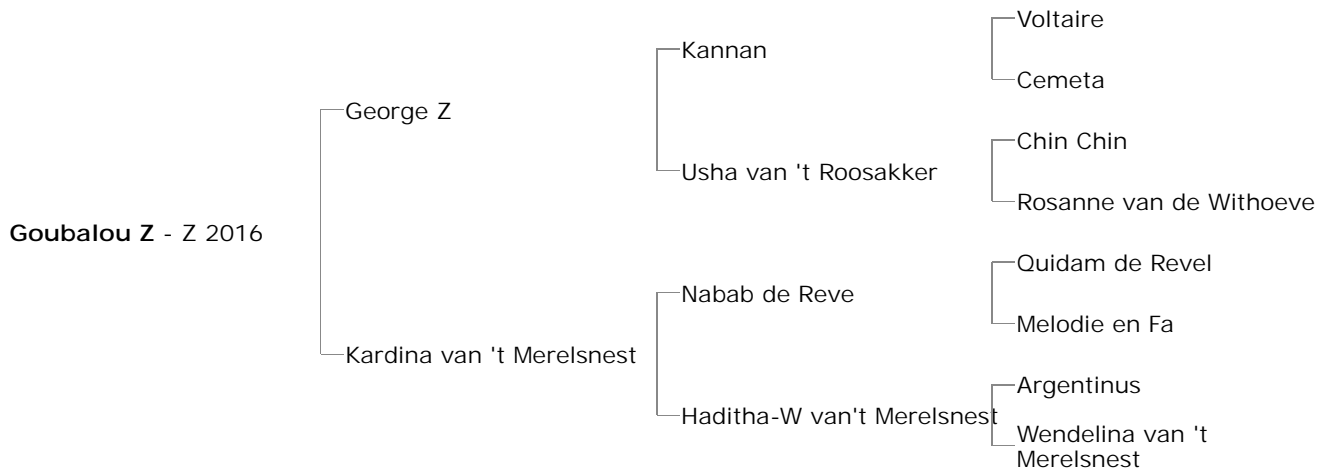 Voltaire
Kannan
Cemeta
George Z
Chin Chin
Usha van 't Roosakker
Rosanne van de Withoeve
Goubalou Z - Z 2016
Quidam de Revel
Nabab de Reve
Melodie en Fa
Kardina van 't Merelsnest
Argentinus
Haditha-W van't Merelsnest
Wendelina van 't
Merelsnest